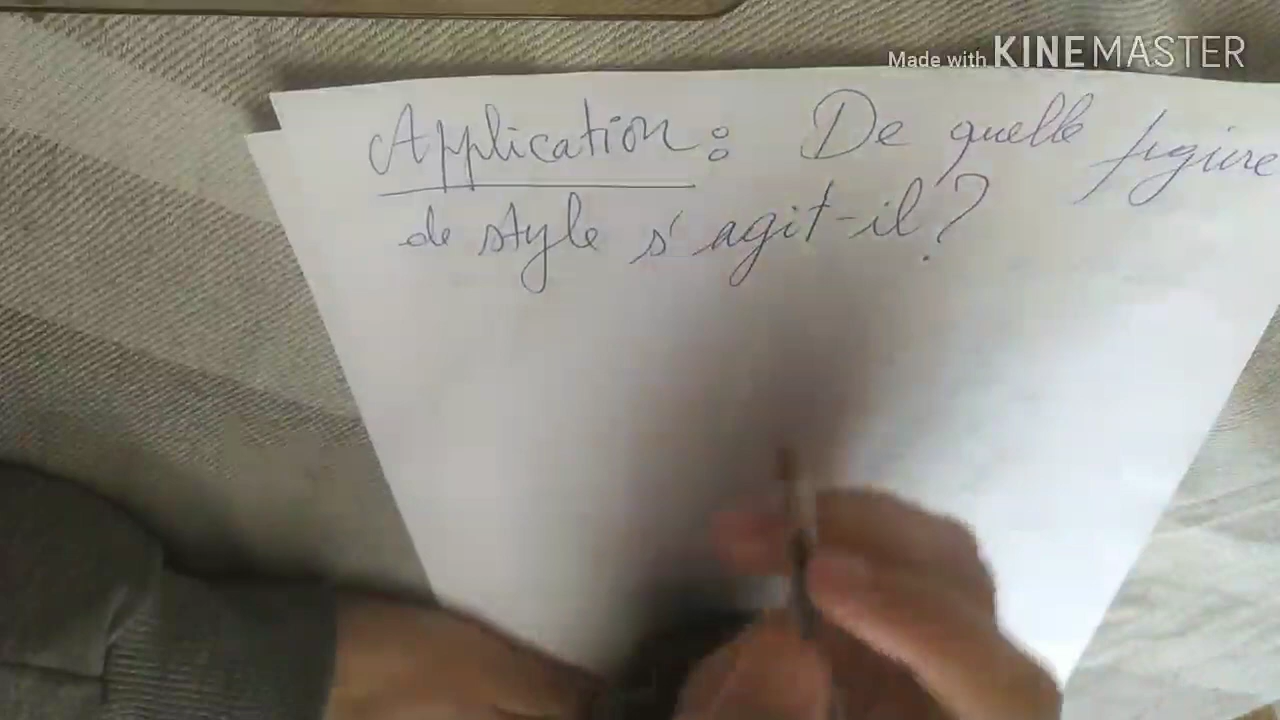 Made with KINEMASTER
Application : De quelle figure
de style s'agit-il ?